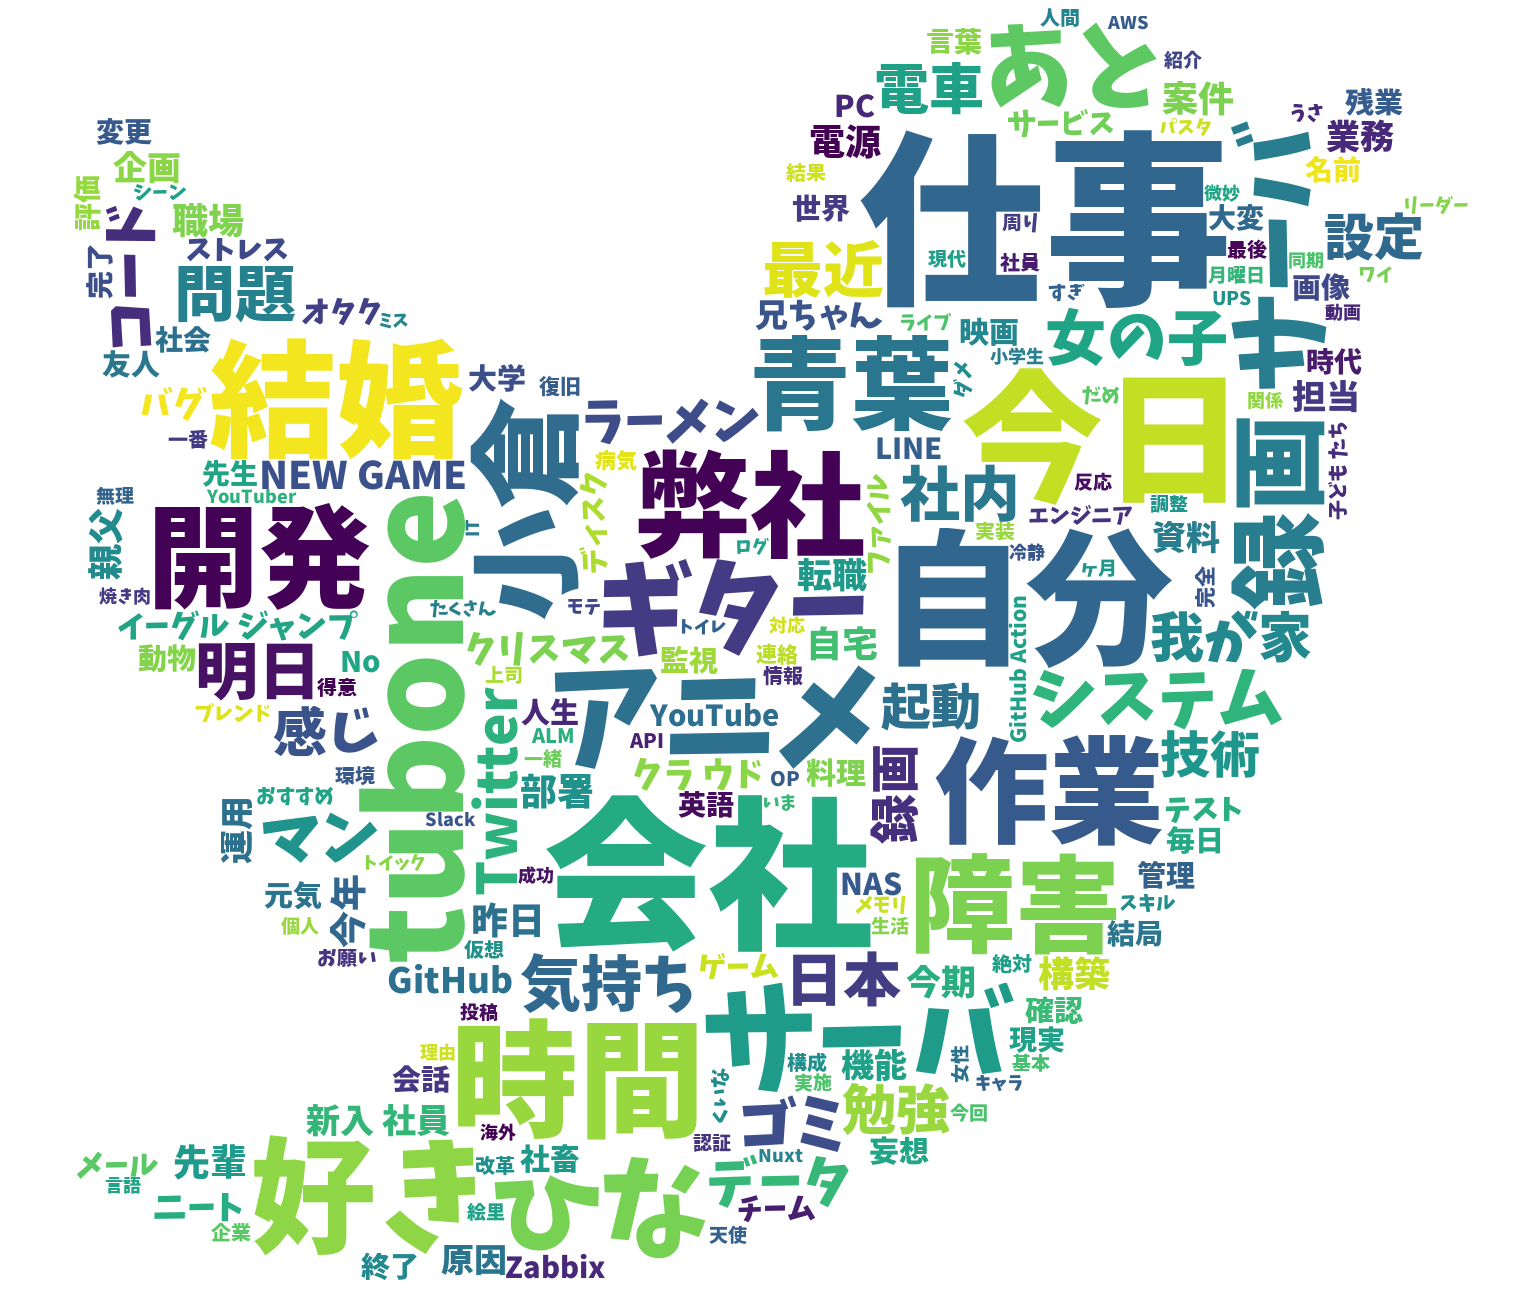 人間
AWS
言葉
あと
紹介
電車
PC
案件
残業
サービス
パスタ
うさ
業務
電源
ミーサ
変更
仕事
結果
名前
企画
シーン
評価
世界
微妙
リーダー
コード
職場
周り
大変
設定
ストレス
最近
現代
社員
最後
同期
完了
問題
月曜日
ワイ
すぎ
UPS
画像
オタク
ミス
兄ちゃん
ライブ
映画
女の子
動画
社会
青葉
小学生
時代
友人
結婚
大学
復旧
ダメ
今日
だめ
関係
担当
バグ
小倉
ラーメン
一番
LINE
録画
子どもたち
先生
NEW GAME
病気
弊社
社内
反応
無理
YouTuber
ディスク
ファイル
調整
開発
tubone
IT
エンジニア
親父
ログ
実装
資料
自分
冷静
転職
ギター
ヶ月
完全
焼き肉
たくさん
モテ
イーグル ジャンプ
トイレ
対応
自宅
GitHub Action
我が家
動物
明日
No
クリスマス
監視
連絡
得意
上司
情報
アニメ
起動
システム
ブレンド
感じ
Twitter
人生
YouTube
ALM
API
技術
環境
一緒
クラウド
OP
料理
録画
作業
おすすめ
部署
英語
いま
テスト
運用
マン
Slack
会社
毎日
トイック
成功
NAS
障害
管理
元気
今年
メモリ
スキル
個人
昨日
生活
結局
お願い
仮想
GitHub
気持ち
ゲーム
日本
今期
絶対
構築
投稿
サーバ
確認
時間
現実
理由
構成
機能
女性
基本
会話
実施
キャラ
くいな
ゴミ
勉強
今回
新入 社員
海外
認証
妄想
メール
先輩
好き
改革
社畜
Nuxt
言語
ひな
データ
ニート
絵里
チーム
企業
天使
終了
原因
Zabbix